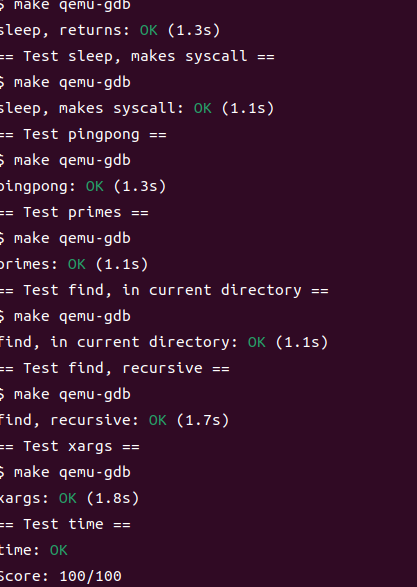 $ make qemu-gdb
sleep, returns: OK (1.3s)
== Test sleep, makes syscall ==
$ make qemu-gdb
sleep, makes syscall: OK (1.1s)
== Test pingpong ==
$ make qemu-gdb
pingpong: OK (1.3s)
== Test primes ==
$ make qemu-gdb
primes: OK (1.1s)
== Test find, in current directory ==
$ make qemu-gdb
find, in current directory: OK (1.1s)
== Test find, recursive ==
$ make qemu-gdb
find, recursive: OK (1.7s)
== Test xargs ==
$ make qemu-gdb
xargs: OK (1.8s)
== Test time ==
time: OK
Score: 100/100